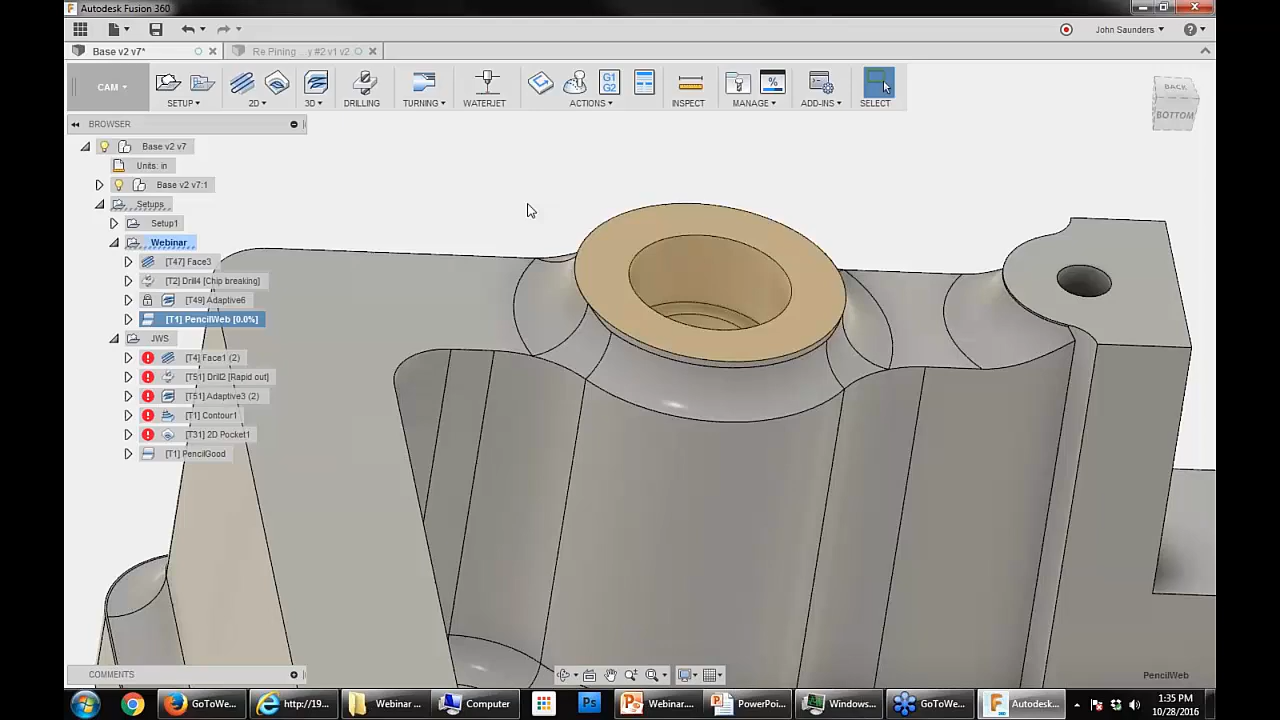 Autodesk Fusion 360
John Saunders
Base v2 v7*
Re Pining ... y #2 v1 v2
CAM
SETUP
2D
3D
DRILLING
TURNING
WATERJET
G1
G2
ACTIONS
INSPECT
%
MANAGE
ADD-INS
SELECT
BACK
BOTTOM
BROWSER
Base v2 v7
Units: in
Base v2 v7:1
Setups
Setup1
Webinar
[T47] Face3
[T2] Drill4 [Chip breaking]
[T49] Adaptive6
[T1] PencilWeb [0.0%]
JWS
[T4] Face1 (2)
[T51] Drill2 [Rapid out]
[T51] Adaptive3 (2)
[T1] Contour1
[T31] 2D Pocket1
[T1] PencilGood
COMMENTS
PencilWeb
GoToWe...
http://19...
Webinar ...
Computer
Ps
Webinar....
PowerPoi...
Windows...
GoToWe...
Autodesk...
1:35 PM
10/28/2016